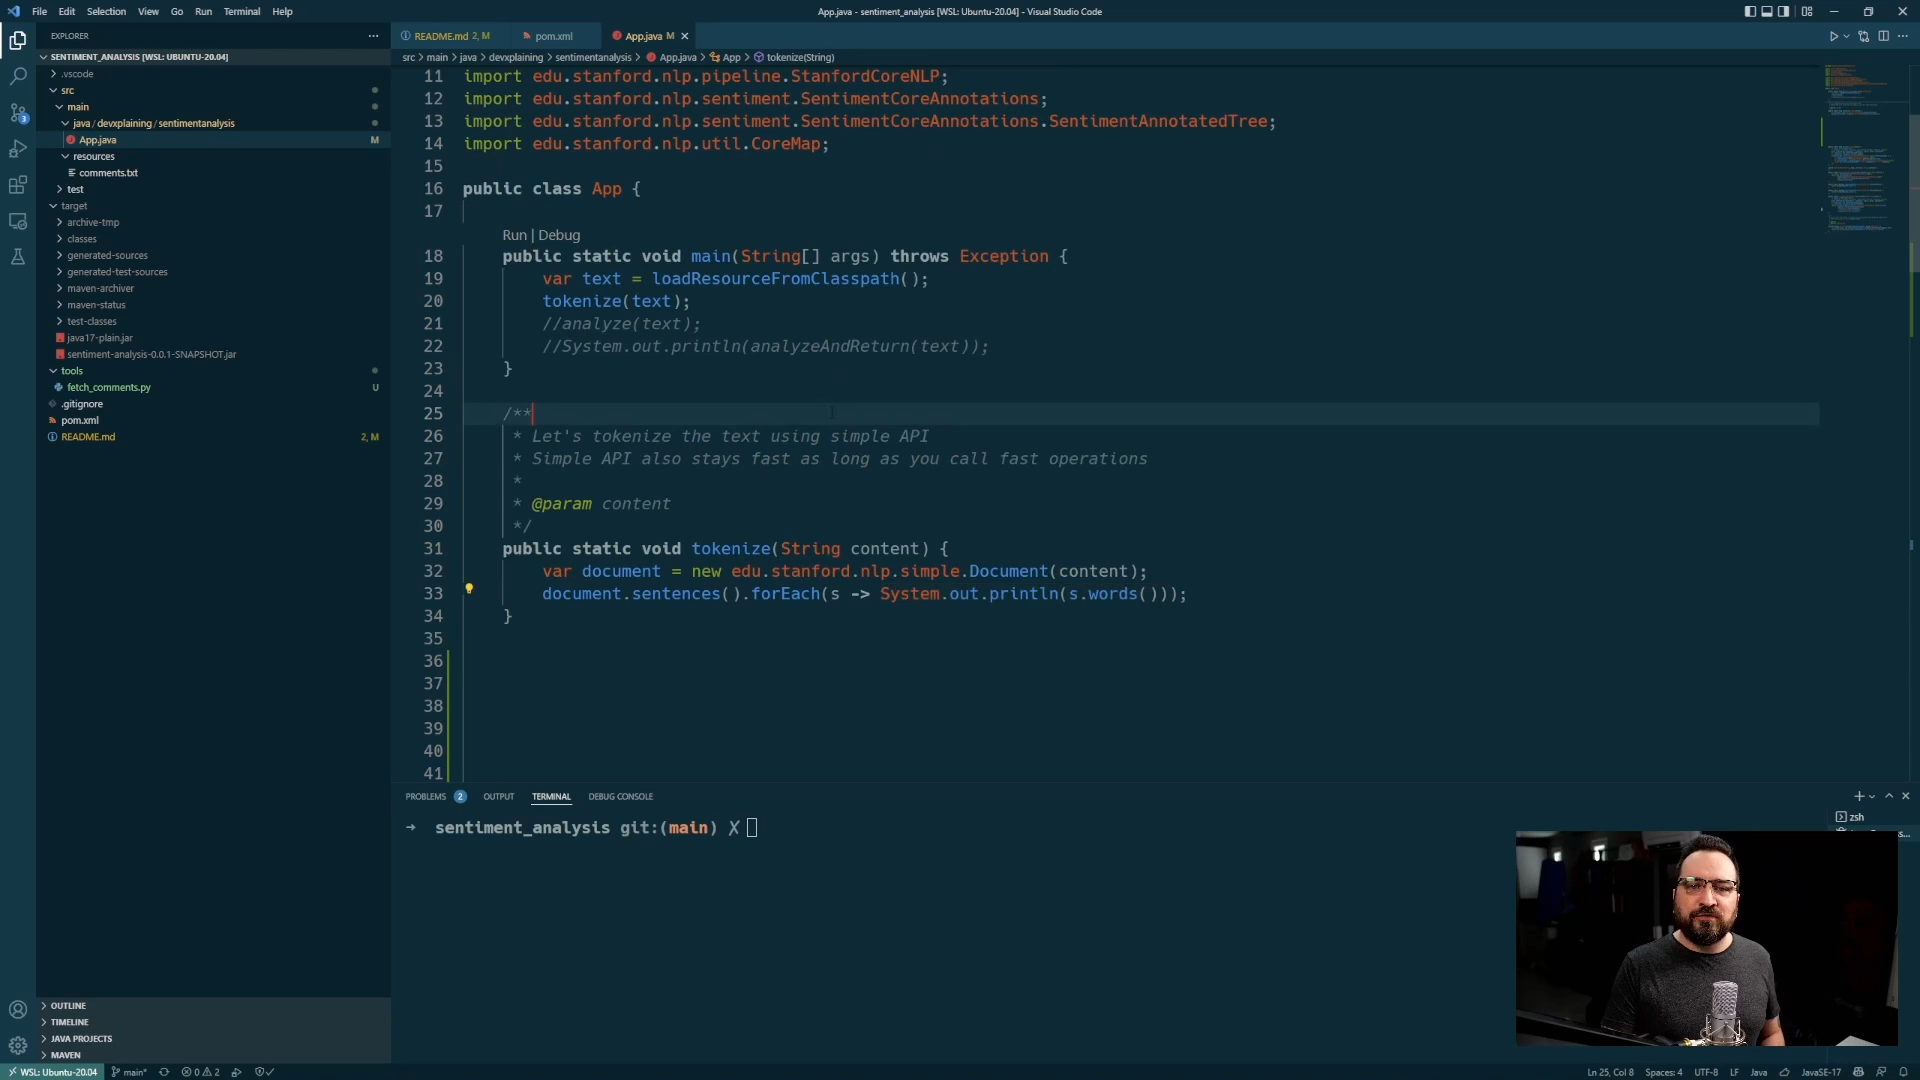 File Edit Selection View Go Run Terminal Help
App.java - sentiment_analysis [WSL: Ubuntu-20.04] - Visual Studio Code
EXPLORER
SENTIMENT_ANALYSIS [WSL: UBUNTU-20.04]
.vscode
src
main
java / devxplaining / sentimentanalysis
App.java M
resources
comments.txt
test
target
archive-tmp
classes
generated-sources
generated-test-sources
maven-archiver
maven-status
test-classes
java17-plain.jar
sentiment-analysis-0.0.1-SNAPSHOT.jar
tools
fetch_comments.py U
.gitignore
pom.xml
README.md 2, M
OUTLINE
TIMELINE
JAVA PROJECTS
MAVEN
README.md 2, M pom.xml App.java M
src > main > java > devxplaining > sentimentanalysis > App.java > App > tokenize(String)
11 import edu.stanford.nlp.pipeline.StanfordCoreNLP;
12 import edu.stanford.nlp.sentiment.SentimentCoreAnnotations;
13 import edu.stanford.nlp.sentiment.SentimentCoreAnnotations.SentimentAnnotatedTree;
14 import edu.stanford.nlp.util.CoreMap;
15
16 public class App {
17
Run | Debug
18 public static void main(String[] args) throws Exception {
19 var text = loadResourceFromClasspath();
20 tokenize(text);
21 //analyze(text);
22 //System.out.println(analyzeAndReturn(text));
23 }
24
25 /**
26 * Let's tokenize the text using simple API
27 * Simple API also stays fast as long as you call fast operations
28 *
29 * @param content
30 */
31 public static void tokenize(String content) {
32 var document = new edu.stanford.nlp.simple.Document(content);
33 document.sentences().forEach(s -> System.out.println(s.words()));
34 }
35
36
37
38
39
40
41
PROBLEMS 2 OUTPUT TERMINAL DEBUG CONSOLE
→ sentiment_analysis git:(main) ✗
zsh
3
WSL: Ubuntu-20.04 main* 0 2
Ln 25, Col 8 Spaces: 4 UTF-8 LF Java JavaSE-17